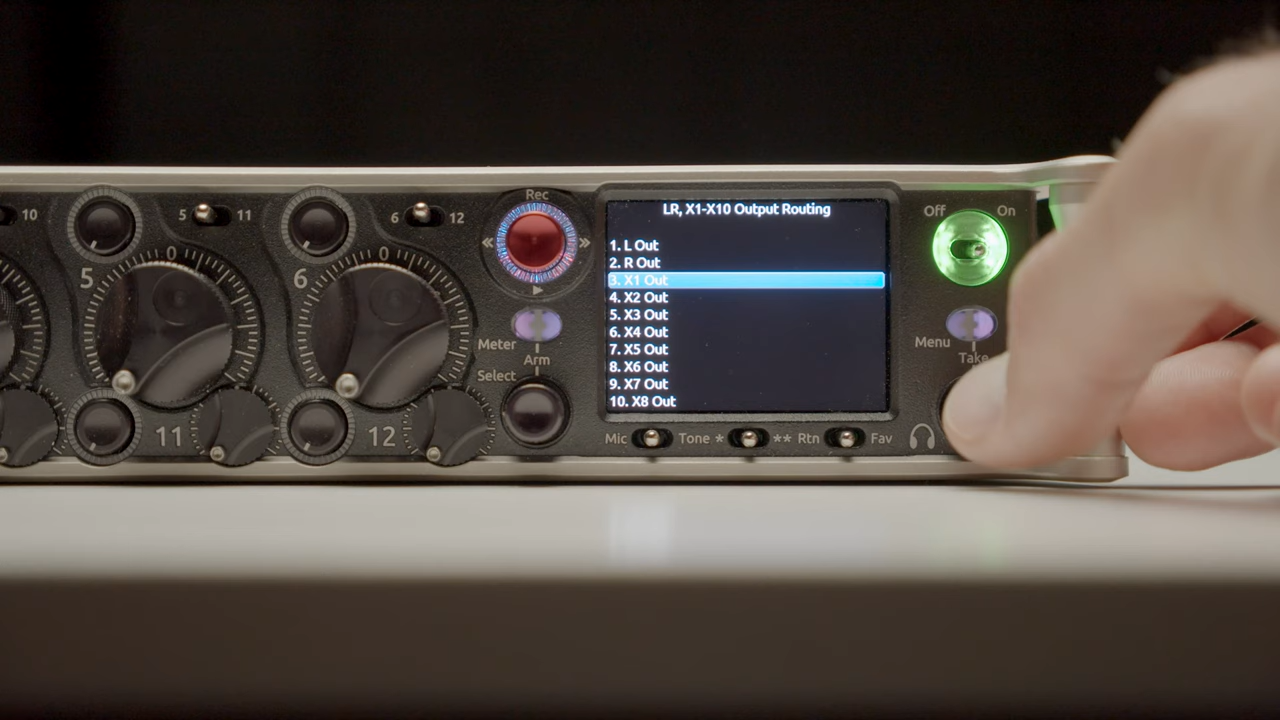 10
5
11
6
12
Rec
0
0
5
6
LR, X1-X10 Output Routing
1. L Out
2. R Out
3. X1 Out
4. X2 Out
5. X3 Out
6. X4 Out
7. X5 Out
8. X6 Out
9. X7 Out
10. X8 Out
Off On
Meter
Arm
Select
Menu
Take
11
12
Mic Tone * ** Rtn Fav